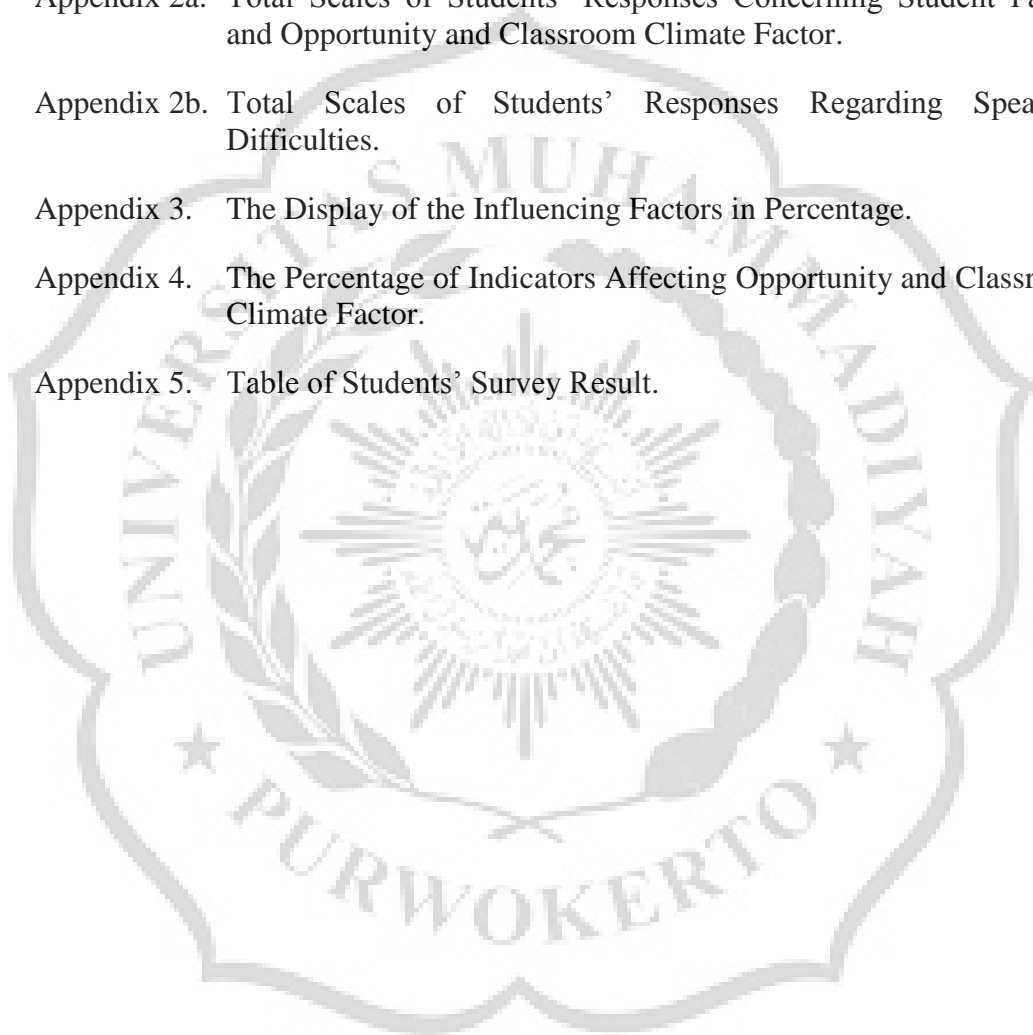 Appendix 2a. Total Scales of Students' Responses Concerning Student
and Opportunity and Classroom Climate Factor.
Appendix 2b. Total Scales of Students' Responses Regarding
Difficulties.
Appendix 3. The Display of the Influencing Factors in Percentage.
Appendix 4. The Percentage of Indicators Affecting Opportunity and
Climate Factor.
Appendix 5. Table of Students' Survey Result.
UNIVERSITAS MUHAMMADIYAH
★ PURWOKERTO ★